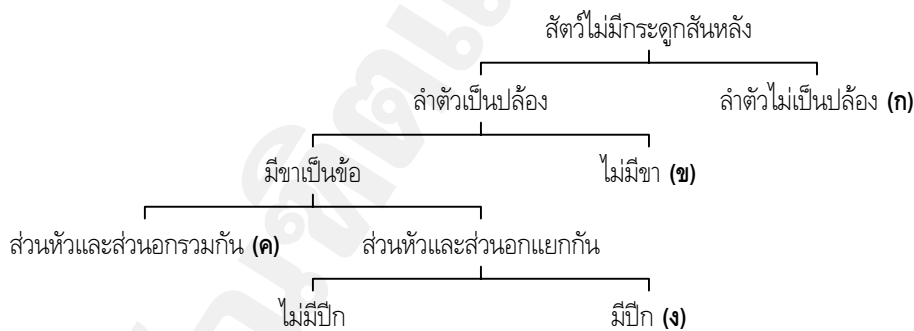 สัตว์ไม่มีกระดูกสันหลัง
ลำตัวเป็นปล้อง ลำตัวไม่เป็นปล้อง (ก)
มีขาเป็นข้อ ไม่มีขา (ข)
ส่วนหัวและส่วนอกรวมกัน (ค) ส่วนหัวและส่วนอกแยกกัน
ไม่มีปีก มีปีก (ง)